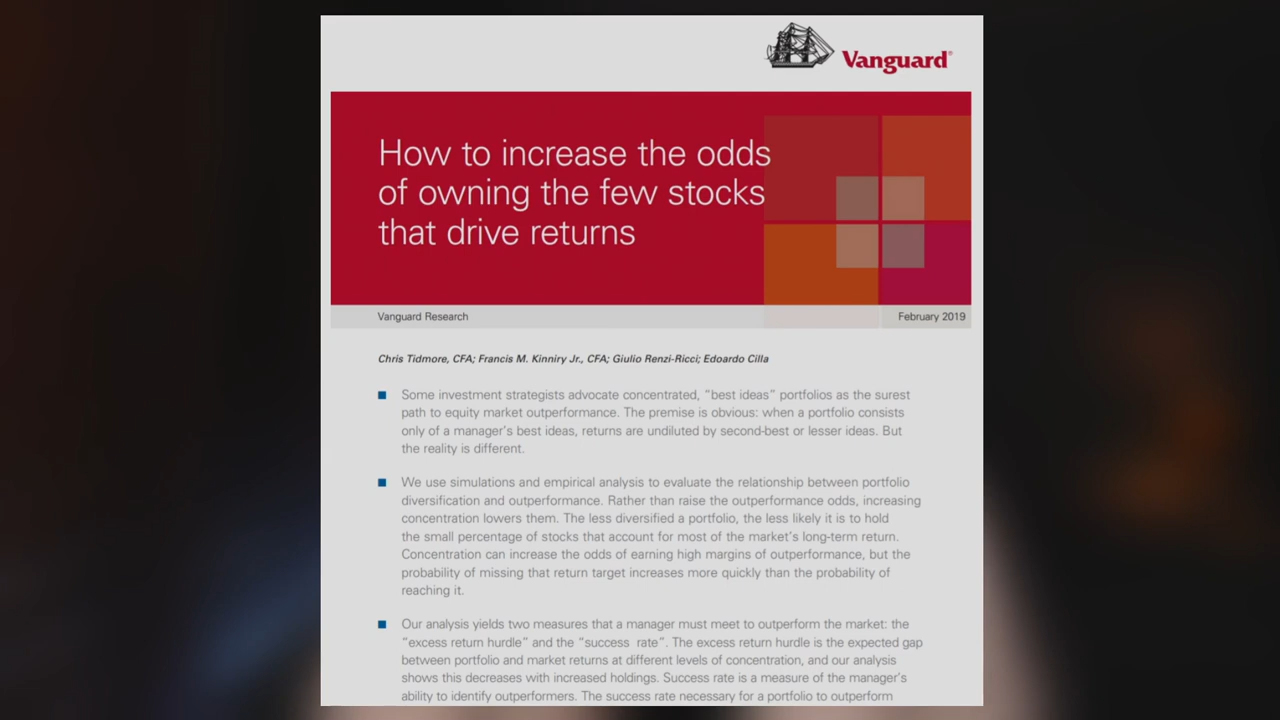 Vanguard®
How to increase the odds
of owning the few stocks
that drive returns
Vanguard Research February 2019
Chris Tidmore, CFA; Francis M. Kinniry Jr., CFA; Giulio Renzi-Ricci; Edoardo Cilla
■ Some investment strategists advocate concentrated, “best ideas” portfolios as the surest
path to equity market outperformance. The premise is obvious: when a portfolio consists
only of a manager’s best ideas, returns are undiluted by second-best or lesser ideas. But
the reality is different.
■ We use simulations and empirical analysis to evaluate the relationship between portfolio
diversification and outperformance. Rather than raise the outperformance odds, increasing
concentration lowers them. The less diversified a portfolio, the less likely it is to hold
the small percentage of stocks that account for most of the market’s long-term return.
Concentration can increase the odds of earning high margins of outperformance, but the
probability of missing that return target increases more quickly than the probability of
reaching it.
■ Our analysis yields two measures that a manager must meet to outperform the market: the
“excess return hurdle” and the “success rate”. The excess return hurdle is the expected gap
between portfolio and market returns at different levels of concentration, and our analysis
shows this decreases with increased holdings. Success rate is a measure of the manager’s
ability to identify outperformers. The success rate necessary for a portfolio to outperform